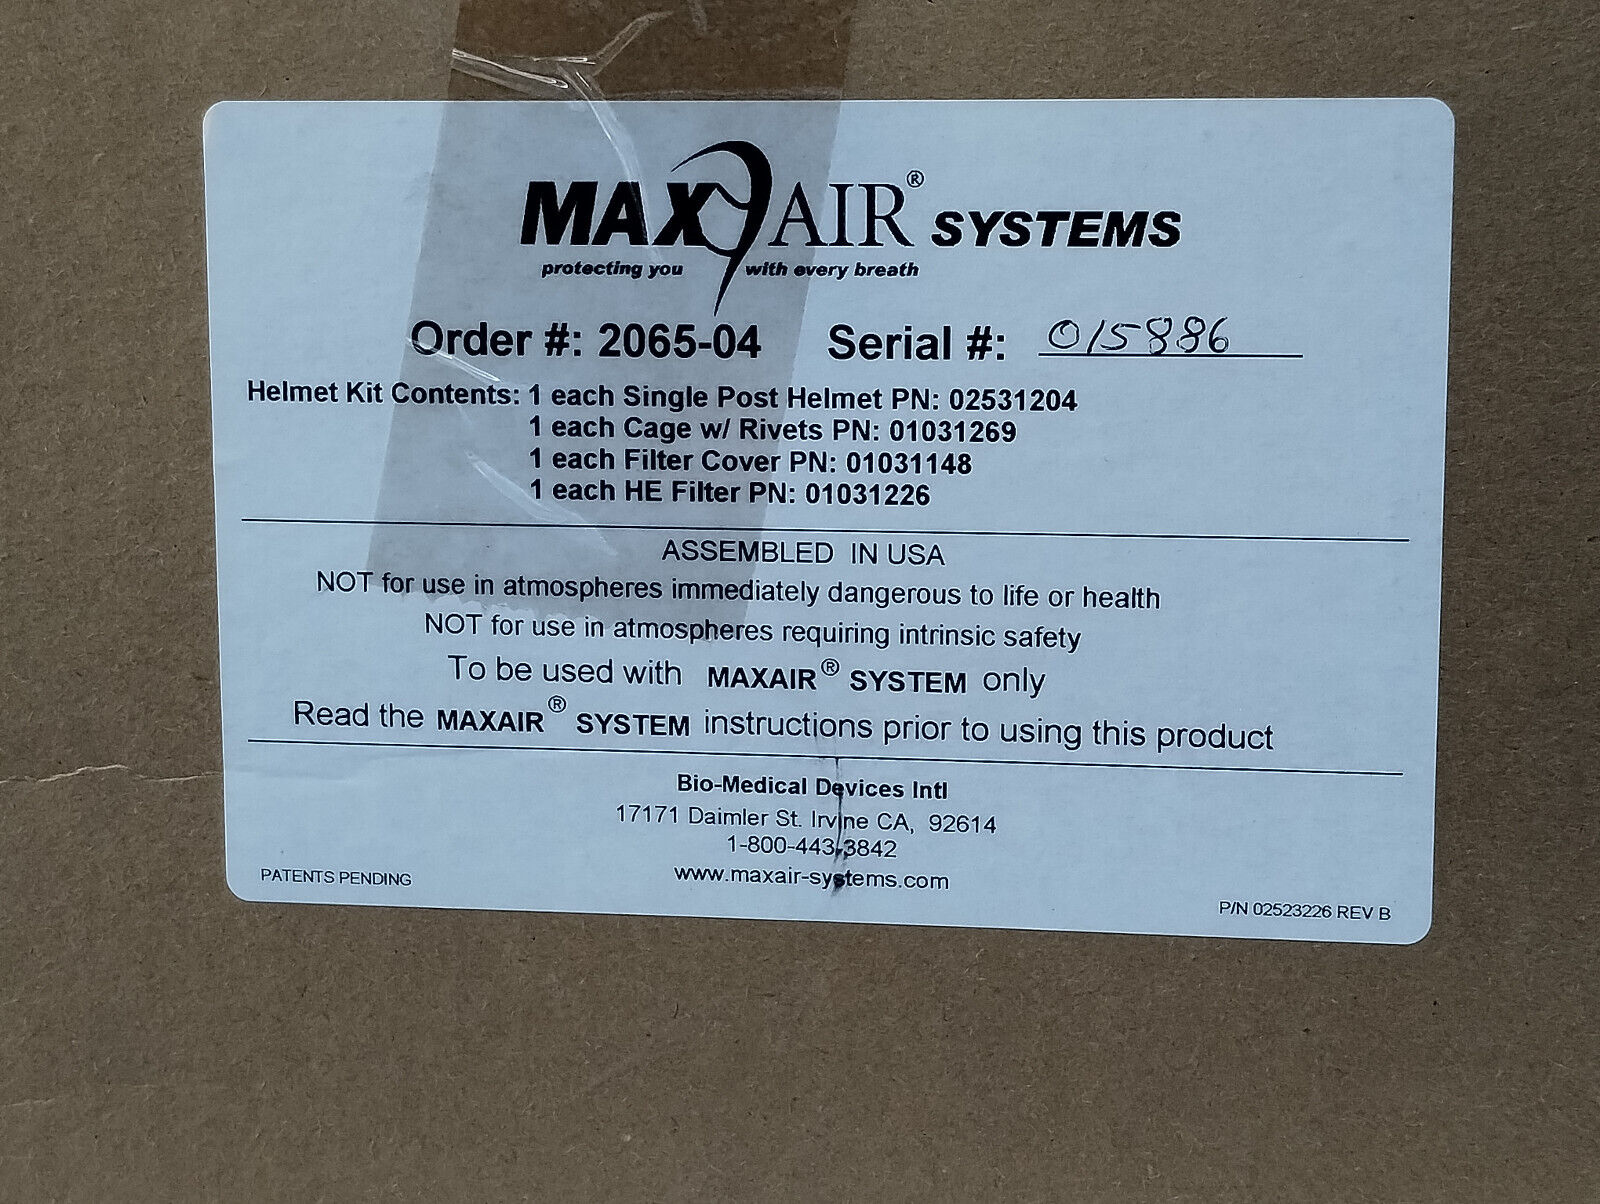 MAXAIR® SYSTEMS
protecting you with every breath
Order #: 2065-04 Serial #: 015886
Helmet Kit Contents: 1 each Single Post Helmet PN: 02531204
1 each Cage w/ Rivets PN: 01031269
1 each Filter Cover PN: 01031148
1 each HE Filter PN: 01031226
ASSEMBLED IN USA
NOT for use in atmospheres immediately dangerous to life or health
NOT for use in atmospheres requiring intrinsic safety
To be used with MAXAIR® SYSTEM only
Read the MAXAIR® SYSTEM instructions prior to using this product
Bio-Medical Devices Intl
17171 Daimler St. Irvine CA, 92614
1-800-443-3842
www.maxair-systems.com
PATENTS PENDING
P/N 02523226 REV B